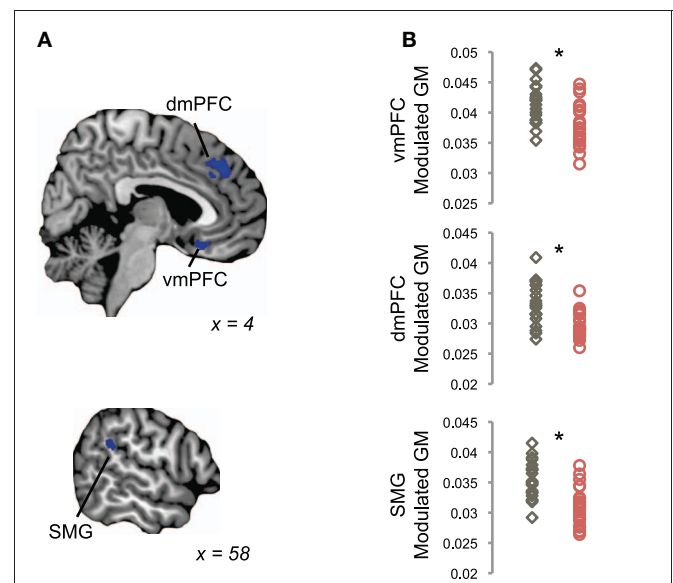 A
dmPFC
vmPFC
x = 4
SMG
x = 58
B
vmPFC
Modulated GM
0.05
0.045
0.04
0.035
0.03
0.025
*
dmPFC
Modulated GM
0.045
0.04
0.035
0.03
0.025
0.02
*
SMG
Modulated GM
0.045
0.04
0.035
0.03
0.025
0.02
*